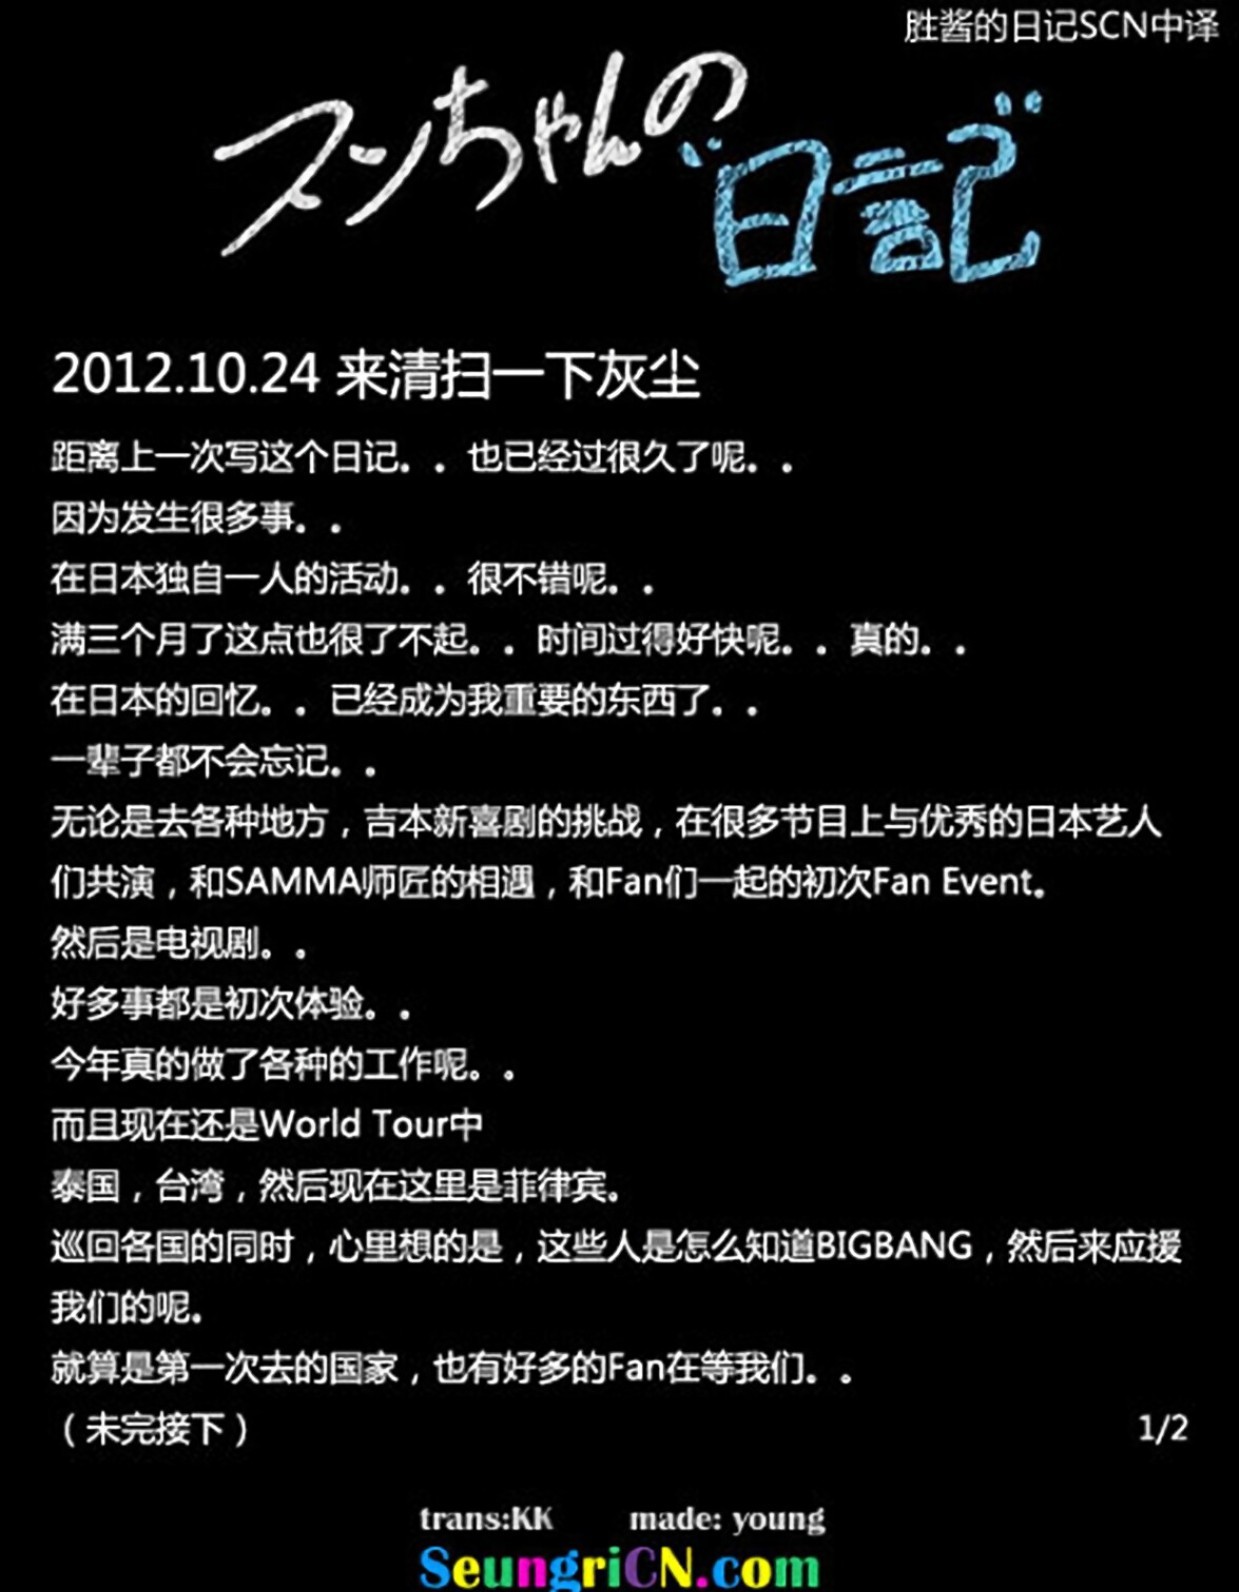 胜酱的日记SCN中译
スンちゃんの
日記
2012.10.24 来清扫一下灰尘
距离上一次写这个日记。。也已经过很久了呢。。
因为发生很多事。。
在日本独自一人的活动。。很不错呢。。
满三个月了这点也很了不起。。时间过得好快呢。。真的。。
在日本的回忆。。已经成为我重要的东西了。。
一辈子都不会忘记。。
无论是去各种地方，吉本新喜剧的挑战，在很多节目上与优秀的日本艺人
们共演，和SAMMA师匠的相遇，和Fan们一起的初次Fan Event。
然后是电视剧。。
好多事都是初次体验。。
今年真的做了各种的工作呢。。
而且现在还是World Tour中
泰国，台湾，然后现在这里是菲律宾。
巡回各国的同时，心里想的是，这些人是怎么知道BIGBANG，然后来应援
我们的呢。
就算是第一次去的国家，也有好多的Fan在等我们。。
（未完接下） 1/2
trans:KK made: young
SeungriCN.com